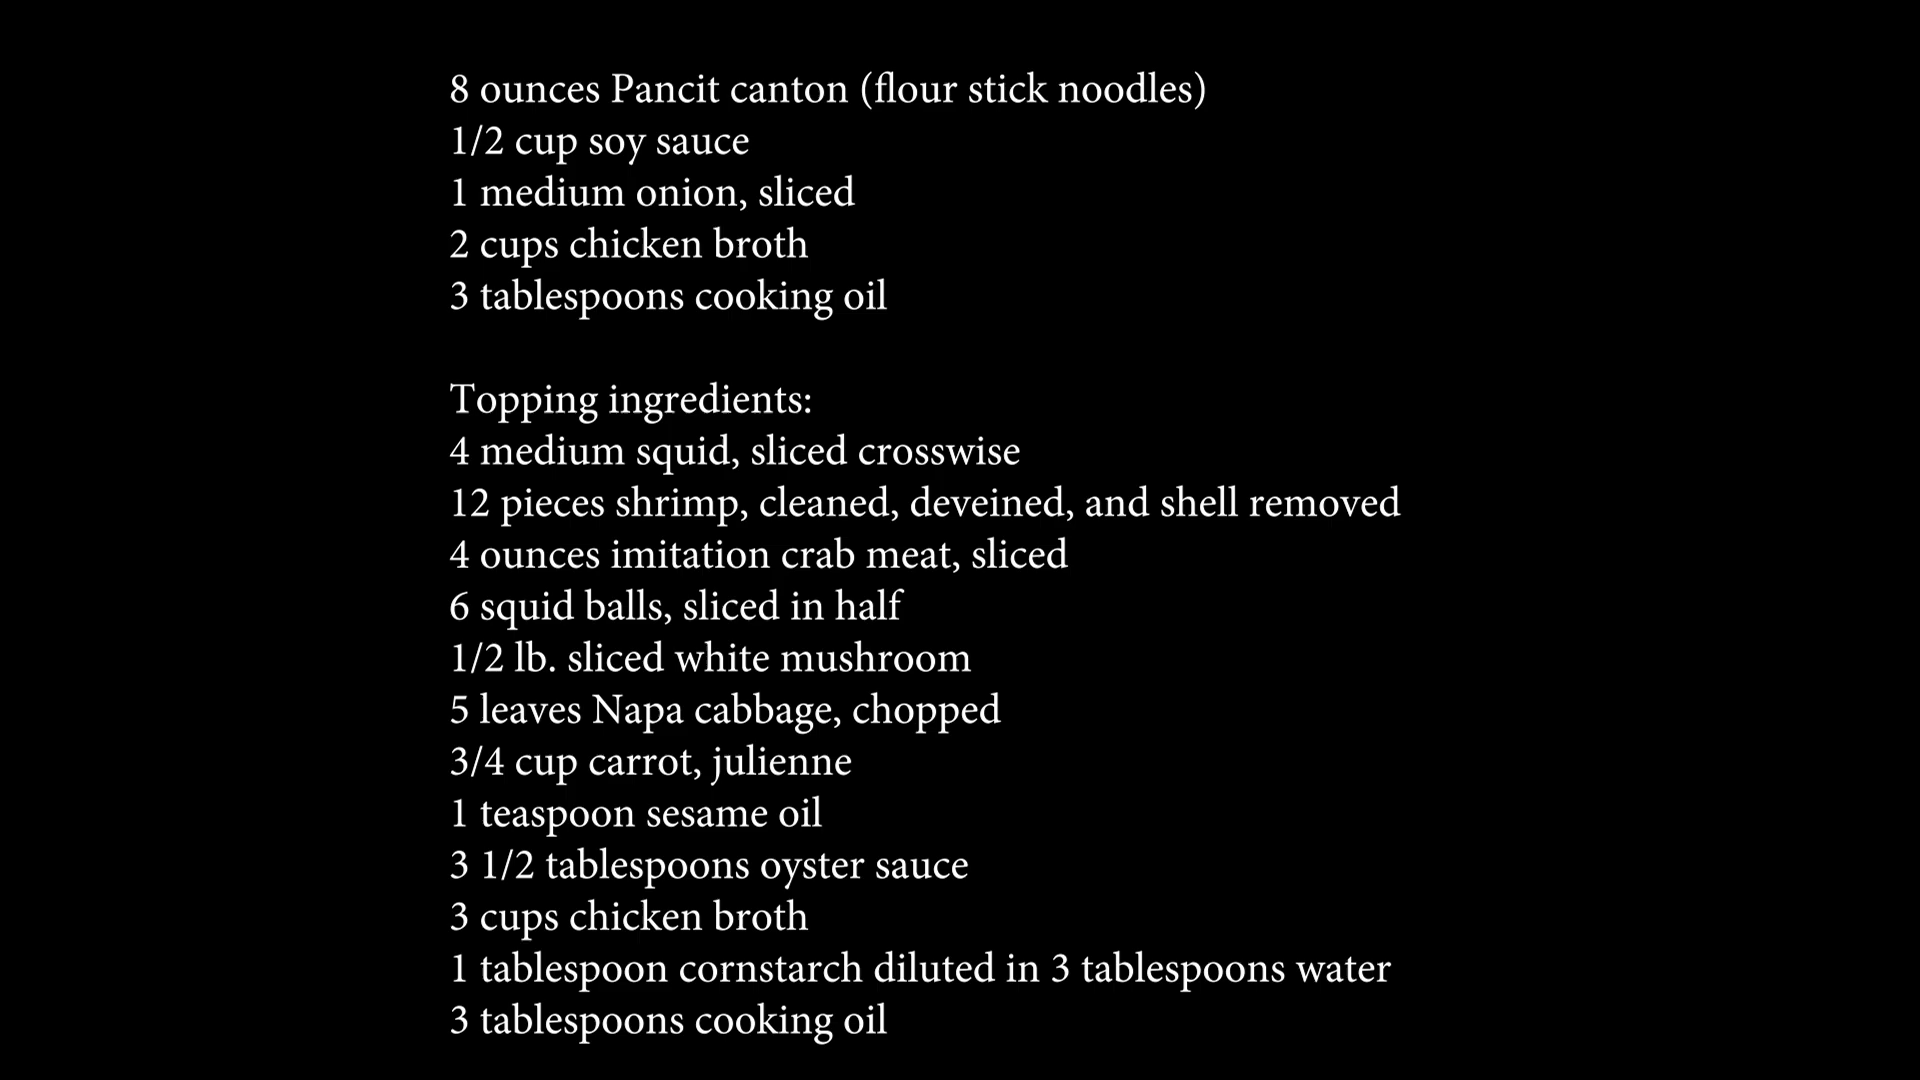 8 ounces Pancit canton (flour stick noodles)
1/2 cup soy sauce
1 medium onion, sliced
2 cups chicken broth
3 tablespoons cooking oil
Topping ingredients:
4 medium squid, sliced crosswise
12 pieces shrimp, cleaned, deveined, and shell removed
4 ounces imitation crab meat, sliced
6 squid balls, sliced in half
1/2 lb. sliced white mushroom
5 leaves Napa cabbage, chopped
3/4 cup carrot, julienne
1 teaspoon sesame oil
3 1/2 tablespoons oyster sauce
3 cups chicken broth
1 tablespoon cornstarch diluted in 3 tablespoons water
3 tablespoons cooking oil